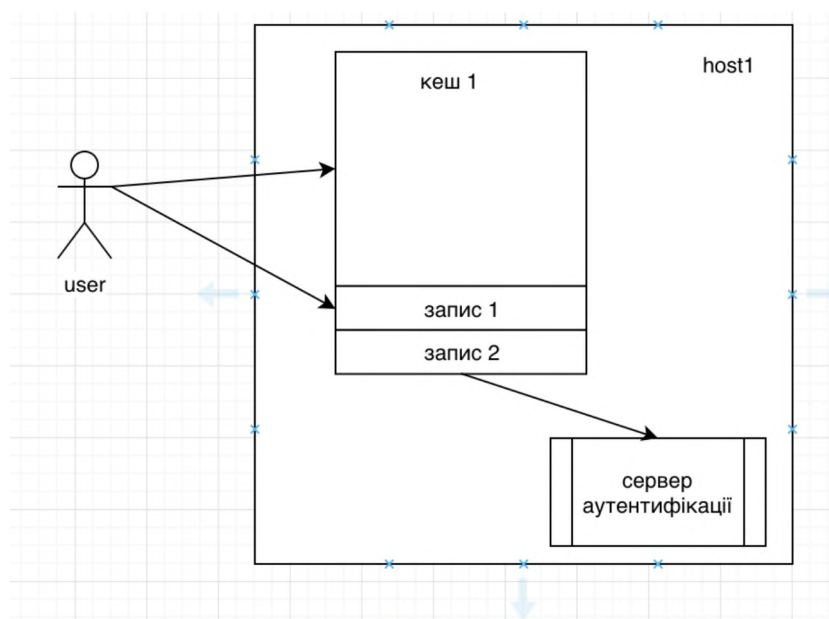 кеш 1
host1
user
запис 1
запис 2
сервер
аутентифікації